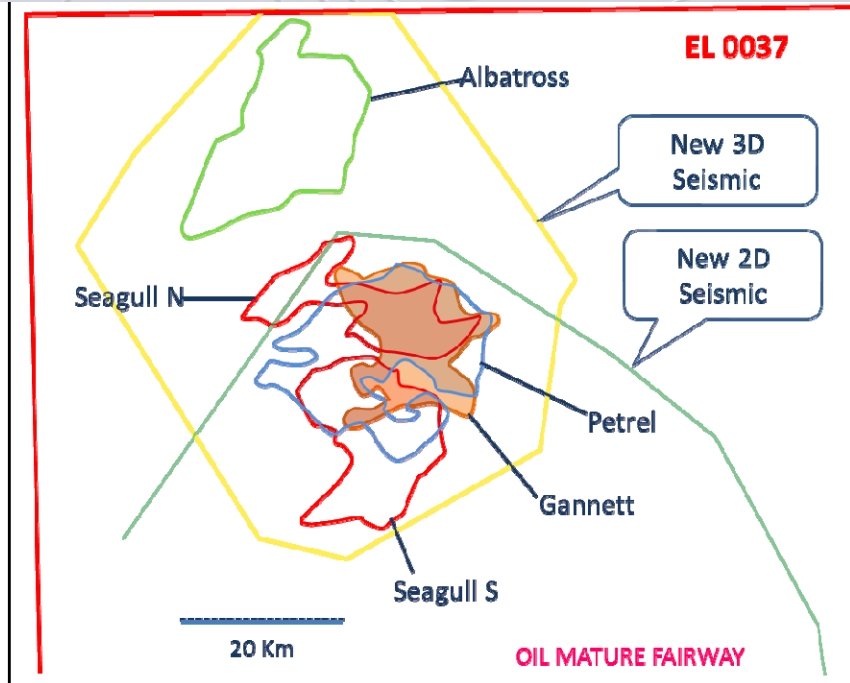 EL 0037
Albatross
New 3D
Seismic
New 2D
Seismic
Seagull N
Petrel
Gannett
Seagull S
20 Km
OIL MATURE FAIRWAY